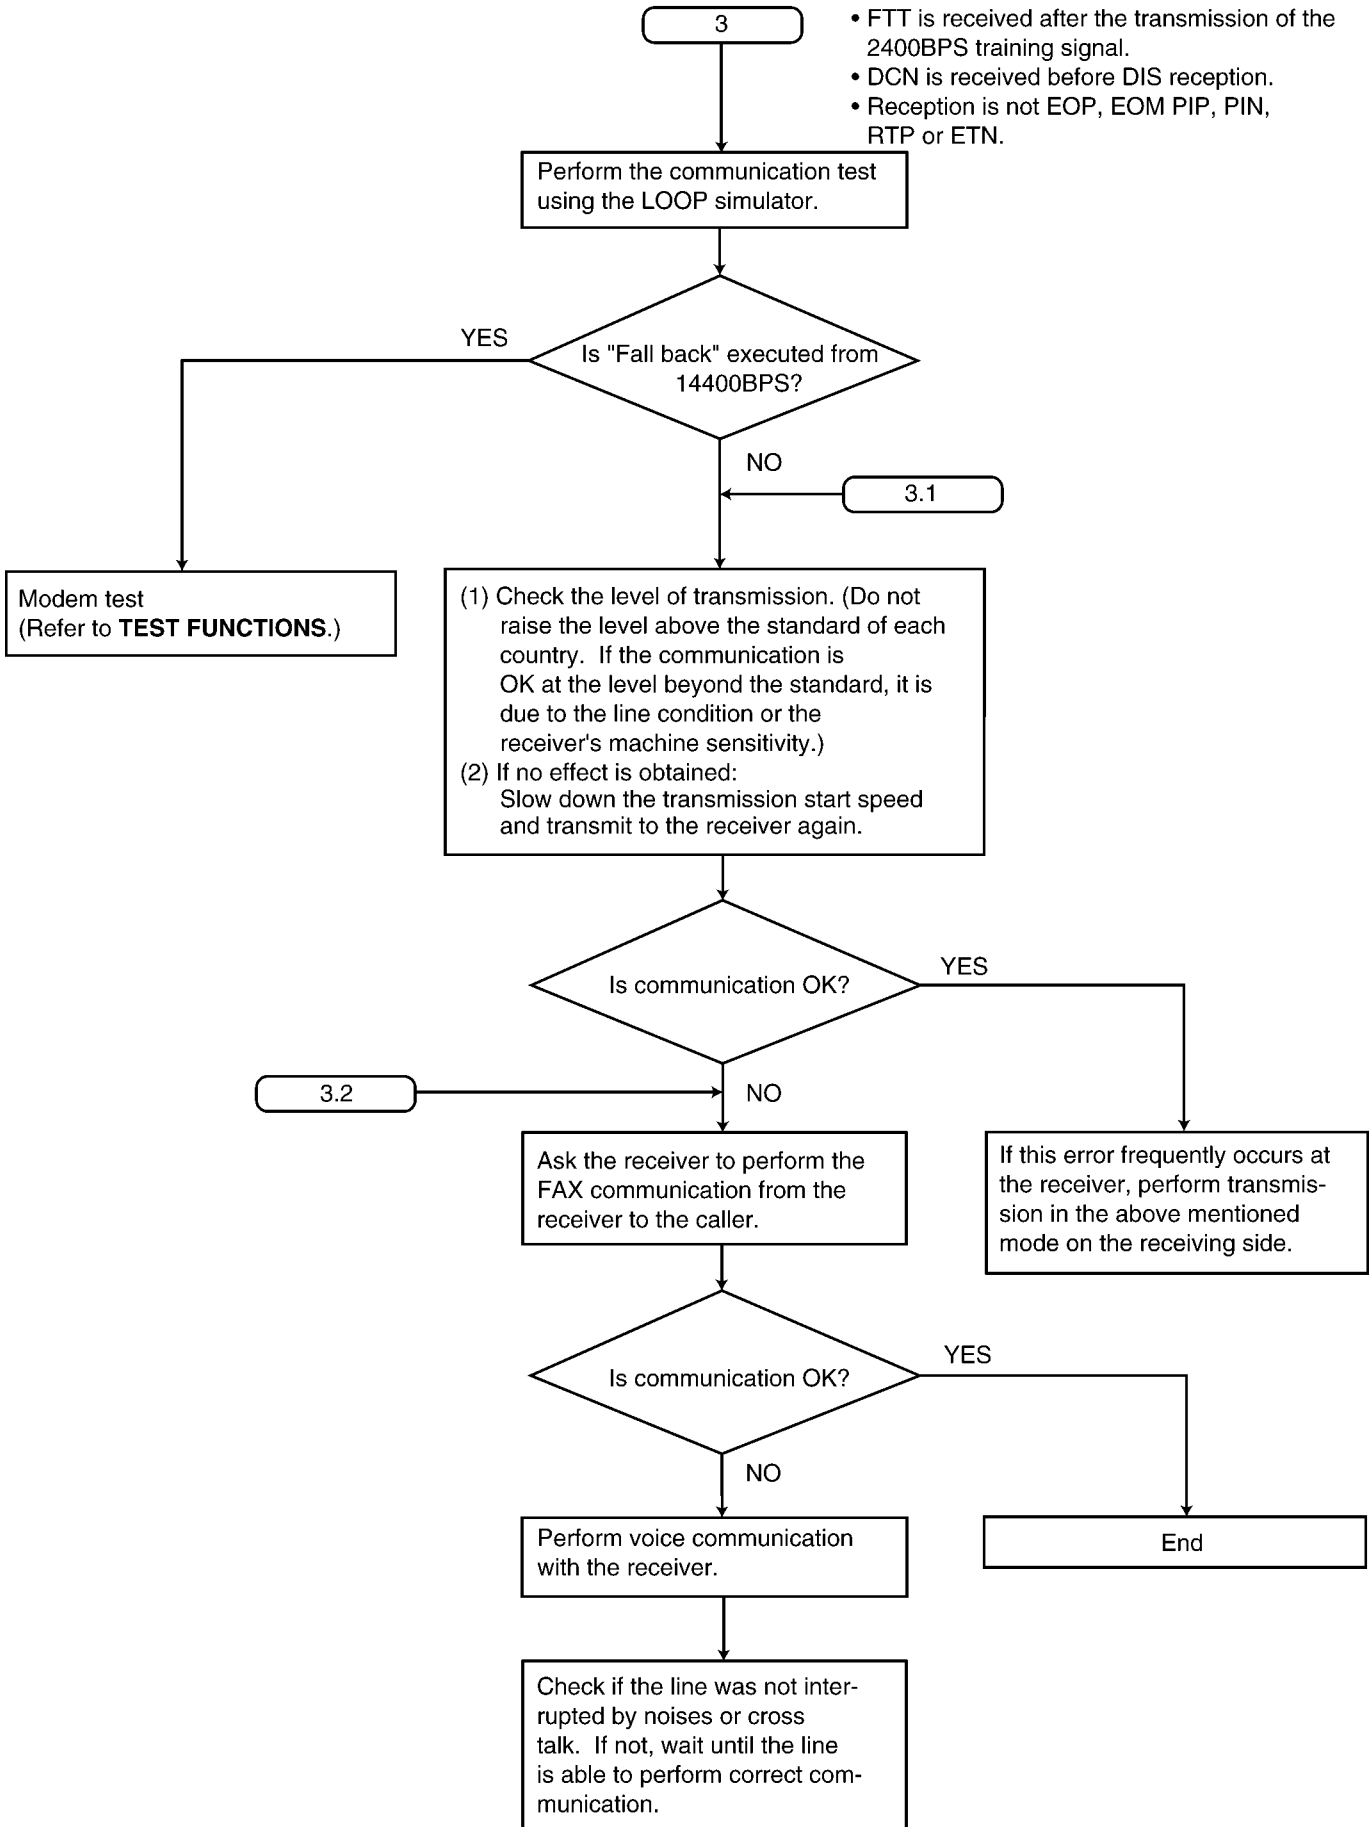 3
• FTT is received after the transmission of the
2400BPS training signal.
• DCN is received before DIS reception.
• Reception is not EOP, EOM PIP, PIN,
RTP or ETN.
Perform the communication test
using the LOOP simulator.
YES
Is "Fall back" executed from
14400BPS?
NO
3.1
Modem test
(Refer to TEST FUNCTIONS.)
(1) Check the level of transmission. (Do not
raise the level above the standard of each
country.  If the communication is
OK at the level beyond the standard, it is
due to the line condition or the
receiver's machine sensitivity.)
(2) If no effect is obtained:
Slow down the transmission start speed
and transmit to the receiver again.
Is communication OK?
YES
3.2
NO
Ask the receiver to perform the
FAX communication from the
receiver to the caller.
If this error frequently occurs at
the receiver, perform transmis-
sion in the above mentioned
mode on the receiving side.
Is communication OK?
YES
NO
Perform voice communication
with the receiver.
End
Check if the line was not inter-
rupted by noises or cross
talk.  If not, wait until the line
is able to perform correct com-
munication.